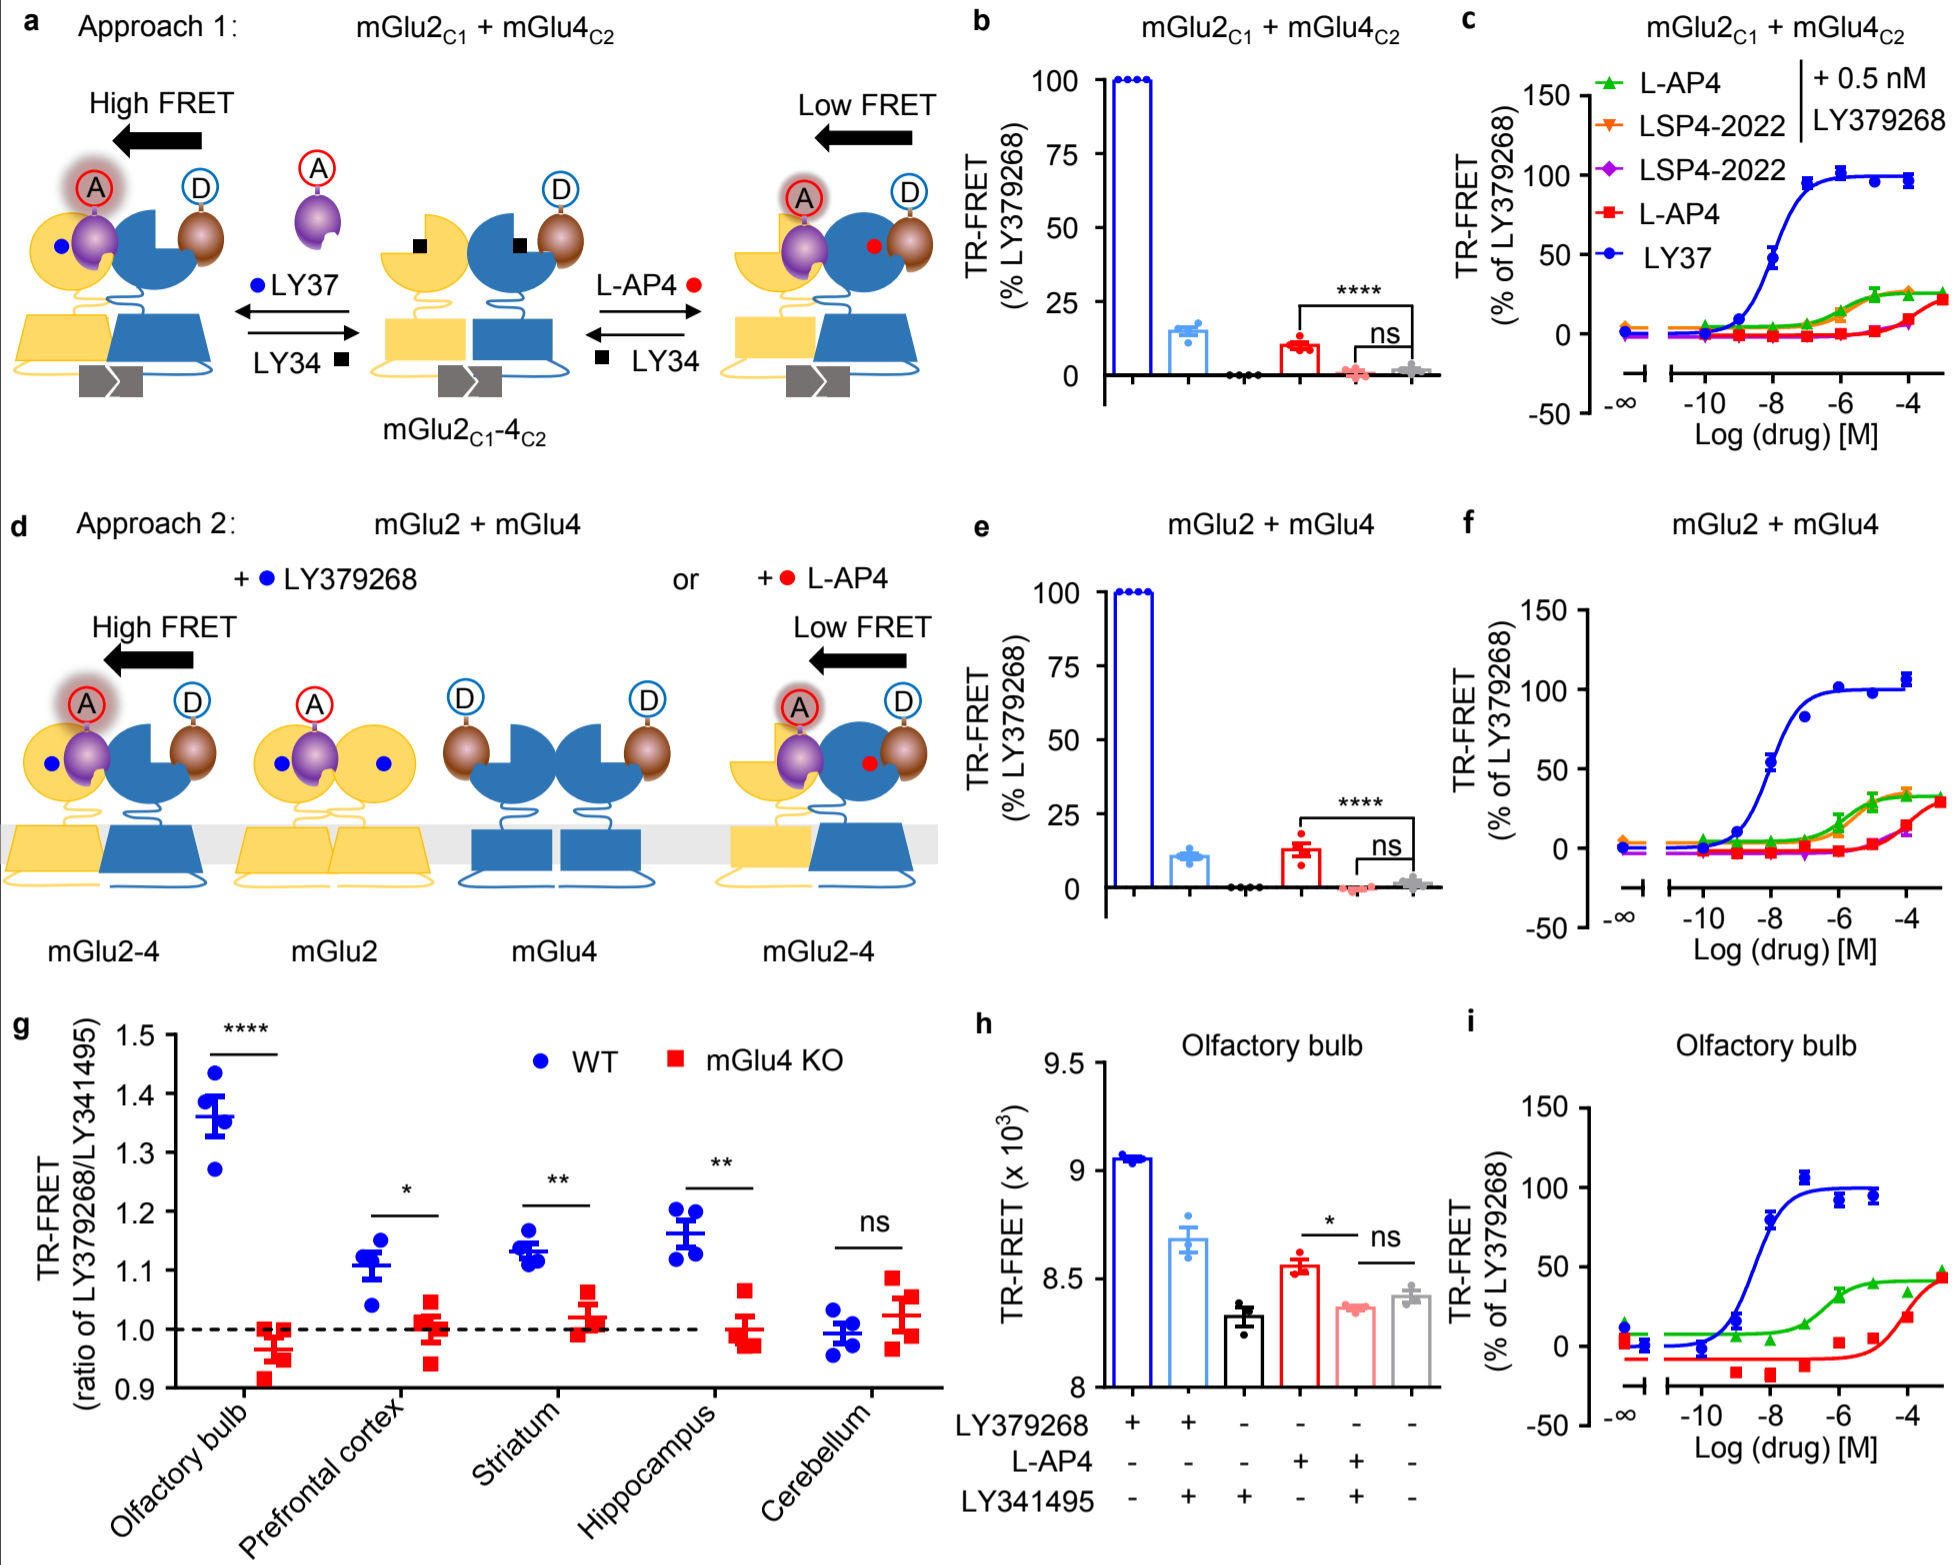 a Approach 1: mGlu2C1 + mGlu4C2
High FRET
Low FRET
A D A D A D
LY37
LY34
L-AP4
LY34
mGlu2C1-4C2
b mGlu2C1 + mGlu4C2
TR-FRET
(% LY379268)
100
75
50
25
0
****
ns
c mGlu2C1 + mGlu4C2
L-AP4
LSP4-2022
+ 0.5 nM
LY379268
LSP4-2022
L-AP4
LY37
TR-FRET
(% of LY379268)
150
100
50
0
-50
-∞ -10 -8 -6 -4
Log (drug) [M]
d Approach 2: mGlu2 + mGlu4
+ LY379268 or + L-AP4
High FRET
Low FRET
A D A D D A D
mGlu2-4 mGlu2 mGlu4 mGlu2-4
e mGlu2 + mGlu4
TR-FRET
(% LY379268)
100
75
50
25
0
****
ns
f mGlu2 + mGlu4
TR-FRET
(% of LY379268)
150
100
50
0
-50
-∞ -10 -8 -6 -4
Log (drug) [M]
g
TR-FRET
(ratio of LY379268/LY341495)
1.5
1.4
1.3
1.2
1.1
1.0
0.9
WT mGlu4 KO
**** * ** ** ns
Olfactory bulb
Prefrontal cortex
Striatum
Hippocampus
Cerebellum
h Olfactory bulb
TR-FRET (x 10³)
9.5
9
8.5
8
* ns
LY379268 + + - - - -
L-AP4 - - - + + -
LY341495 - + + - + -
i Olfactory bulb
TR-FRET
(% of LY379268)
150
100
50
0
-50
-∞ -10 -8 -6 -4
Log (drug) [M]